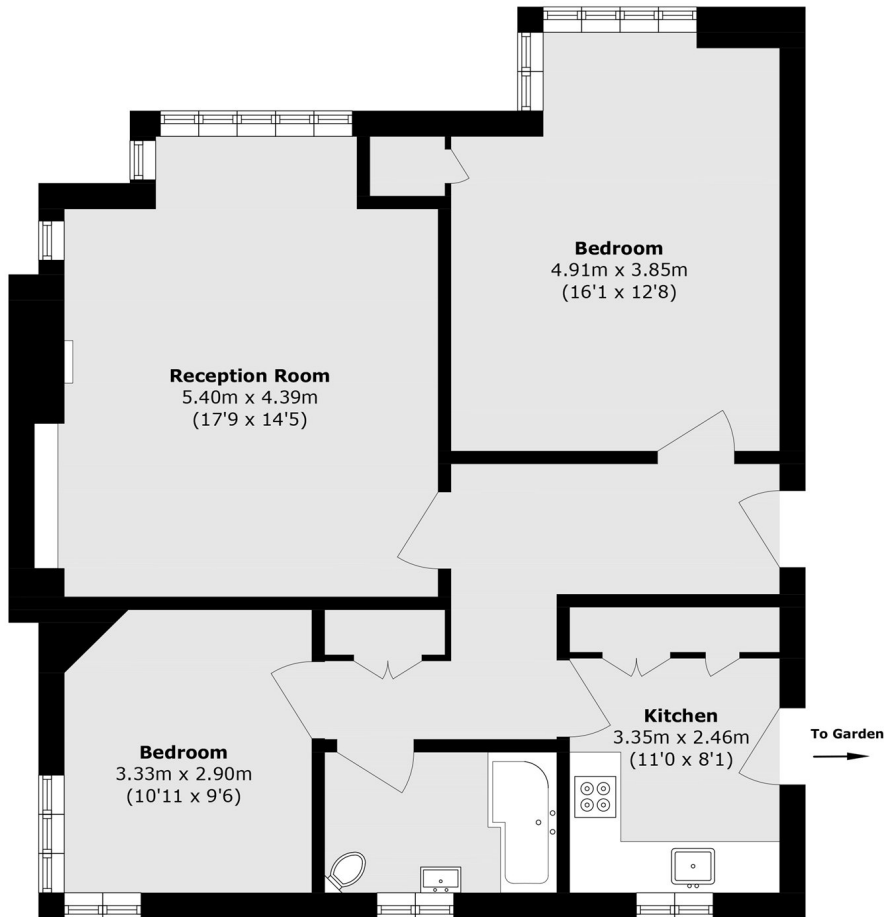 Bedroom
4.91m x 3.85m
(16'1 x 12'8)
Reception Room
5.40m x 4.39m
(17'9 x 14'5)
Kitchen
3.35m x 2.46m
(11'0 x 8'1)
To Garden
Bedroom
3.33m x 2.90m
(10'11 x 9'6)